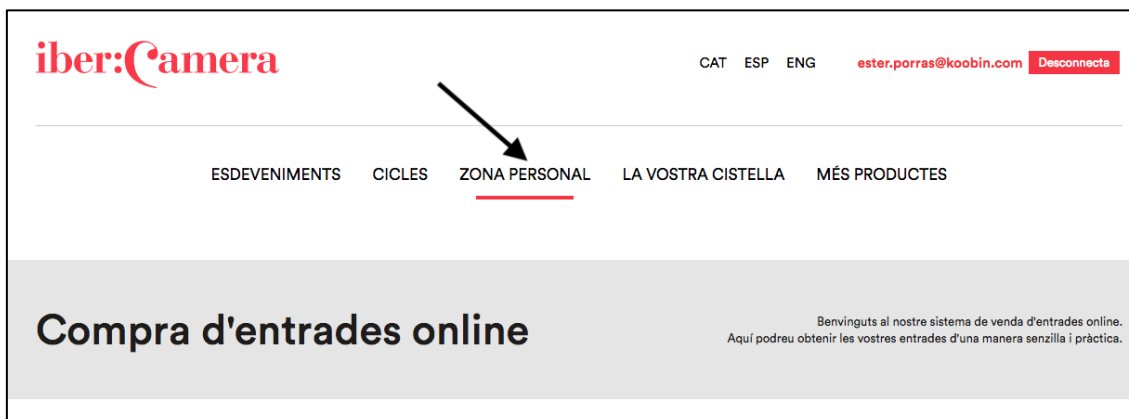 iber:Camera
CAT ESP ENG ester.porras@koobin.com Desconnecta
ESDEVENIMENTS CICLES ZONA PERSONAL LA VOSTRA CISTELLA MÉS PRODUCTES
Compra d'entrades online
Benvinguts al nostre sistema de venda d'entrades online.
Aquí podreu obtenir les vostres entrades d'una manera senzilla i pràctica.